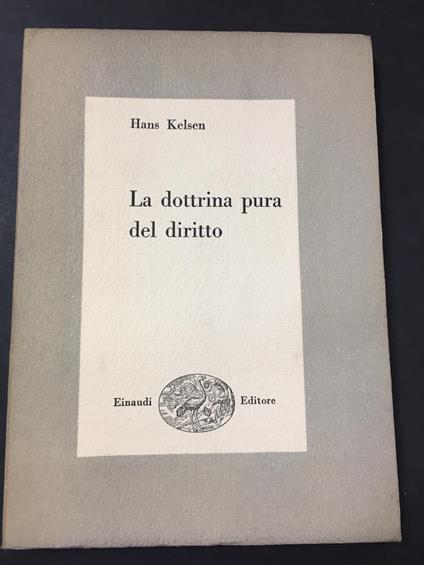 Hans Kelsen
La dottrina pura
del diritto
Einaudi Editore